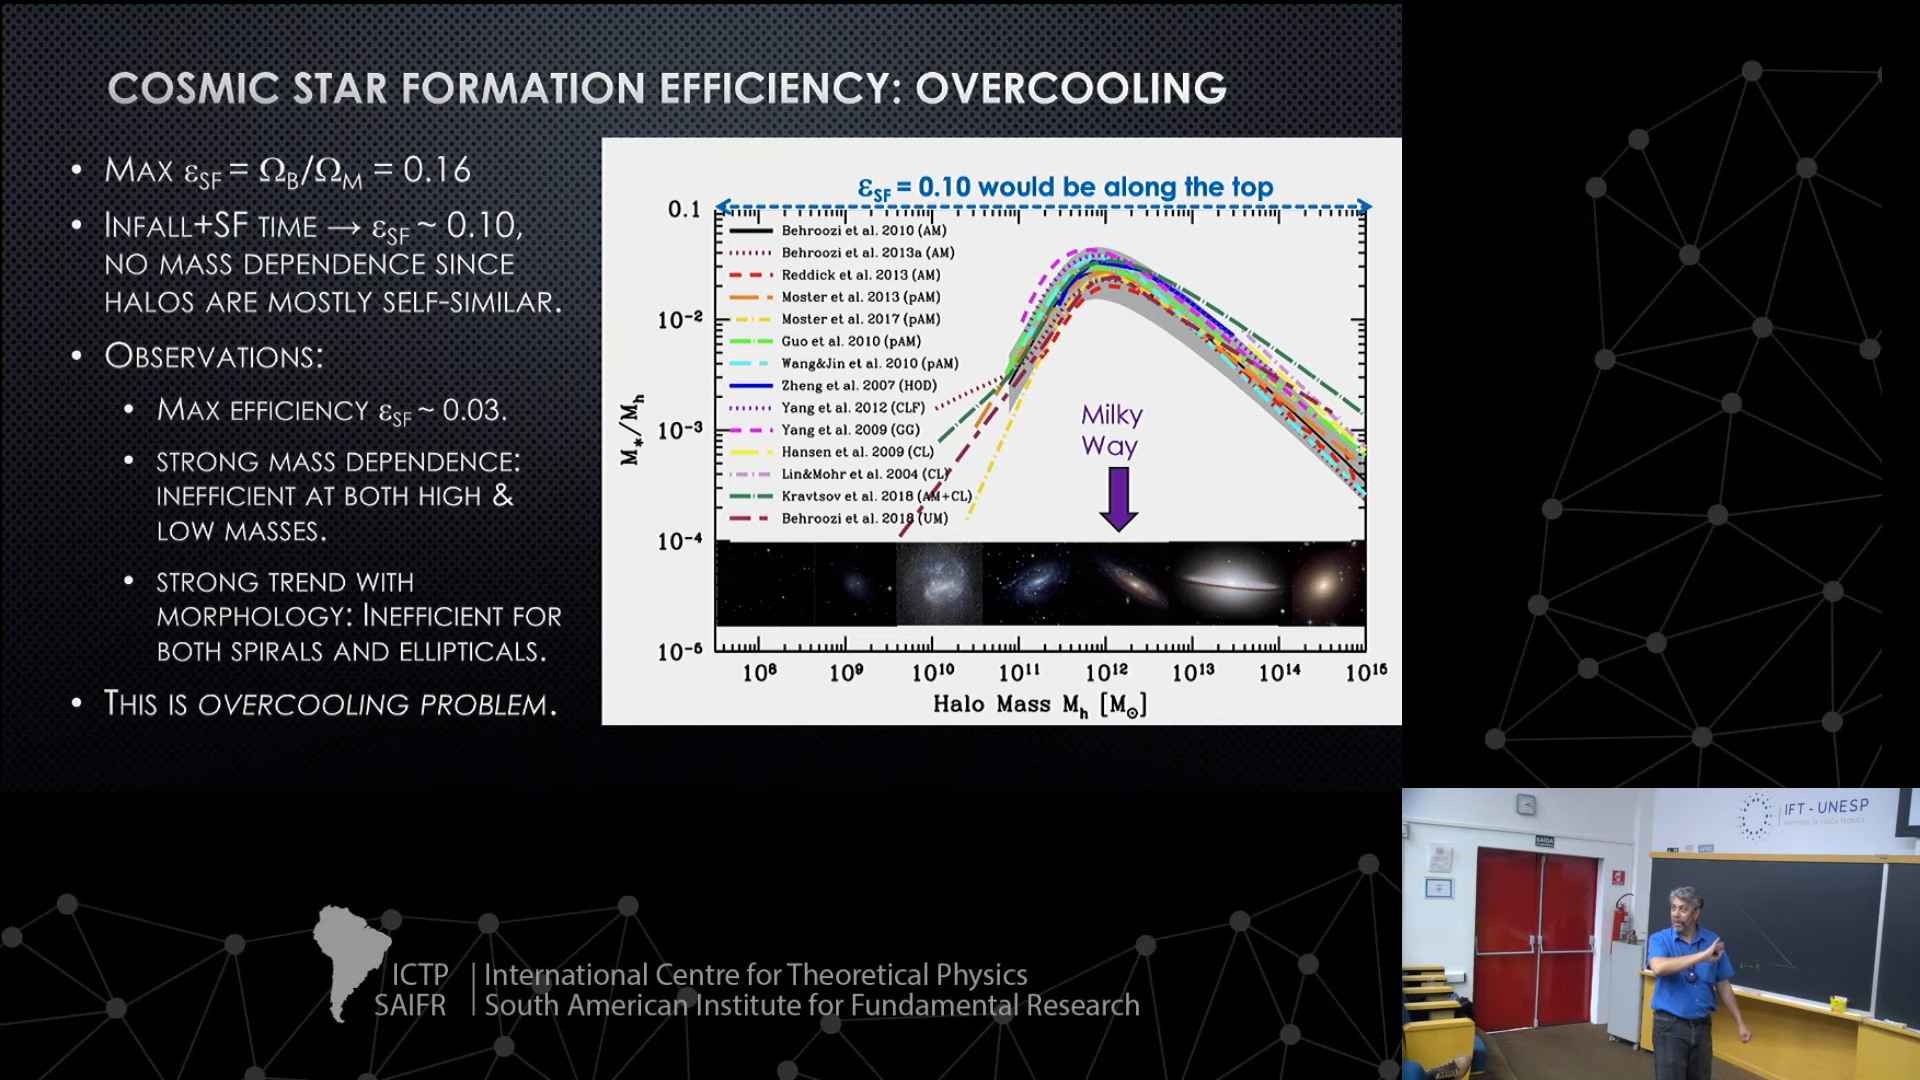 COSMIC STAR FORMATION EFFICIENCY: OVERCOOLING
• MAX εSF = ΩB/ΩM = 0.16
• INFALL+SF TIME → εSF ~ 0.10,
NO MASS DEPENDENCE SINCE
HALOS ARE MOSTLY SELF-SIMILAR.
• OBSERVATIONS:
• MAX EFFICIENCY εSF ~ 0.03.
• STRONG MASS DEPENDENCE:
INEFFICIENT AT BOTH HIGH &
LOW MASSES.
• STRONG TREND WITH
MORPHOLOGY: INEFFICIENT FOR
BOTH SPIRALS AND ELLIPTICALS.
• THIS IS OVERCOOLING PROBLEM.
εSF = 0.10 would be along the top
0.1
10⁻²
10⁻³
10⁻⁴
10⁻⁵
M*/Mh
Behroozi et al. 2010 (AM)
Behroozi et al. 2013a (AM)
Reddick et al. 2013 (AM)
Moster et al. 2013 (pAM)
Moster et al. 2017 (pAM)
Guo et al. 2010 (pAM)
Wang&Jin et al. 2010 (pAM)
Zheng et al. 2007 (HOD)
Yang et al. 2012 (CLF)
Yang et al. 2009 (GG)
Hansen et al. 2009 (CL)
Lin&Mohr et al. 2004 (CL)
Kravtsov et al. 2018 (AM+CL)
Behroozi et al. 2018 (UM)
Milky
Way
10⁸ 10⁹ 10¹⁰ 10¹¹ 10¹² 10¹³ 10¹⁴ 10¹⁵
Halo Mass Mh [M⊙]
ICTP | International Centre for Theoretical Physics
SAIFR | South American Institute for Fundamental Research
IFT - UNESP
SAÍDA